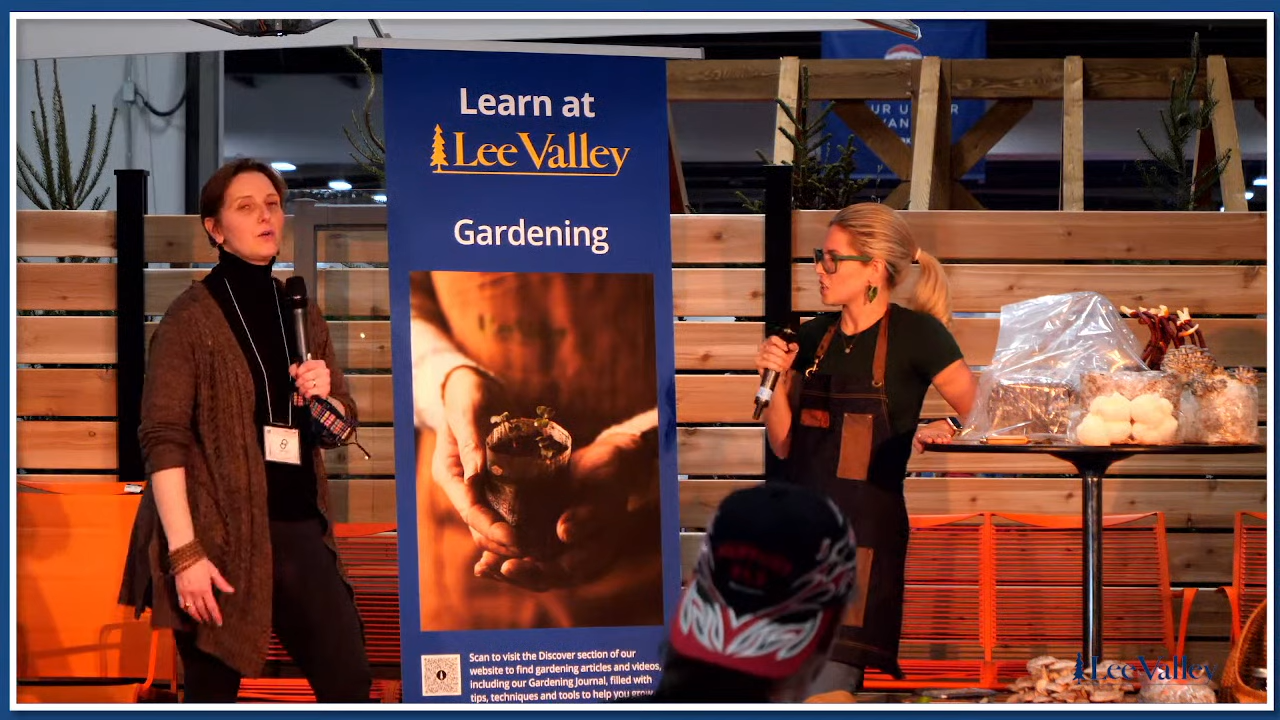 Learn at
Lee Valley
Gardening
Scan to visit the Discover section of our
website to find gardening articles and videos,
including our Gardening Journal, filled with
tips, techniques and tools to help you grow
Lee Valley